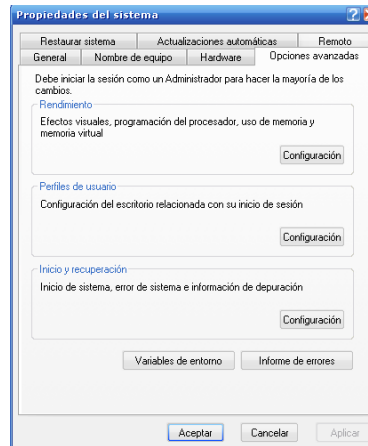 Propiedades del sistema
Restaurar sistema Actualizaciones automáticas Remoto
General Nombre de equipo Hardware Opciones avanzadas
Debe iniciar la sesión como un Administrador para hacer la mayoría de los
cambios.
Rendimiento
Efectos visuales, programación del procesador, uso de memoria y
memoria virtual
Configuración
Perfiles de usuario
Configuración del escritorio relacionada con su inicio de sesión
Configuración
Inicio y recuperación
Inicio de sistema, error de sistema e información de depuración
Configuración
Variables de entorno Informe de errores
Aceptar Cancelar Aplicar